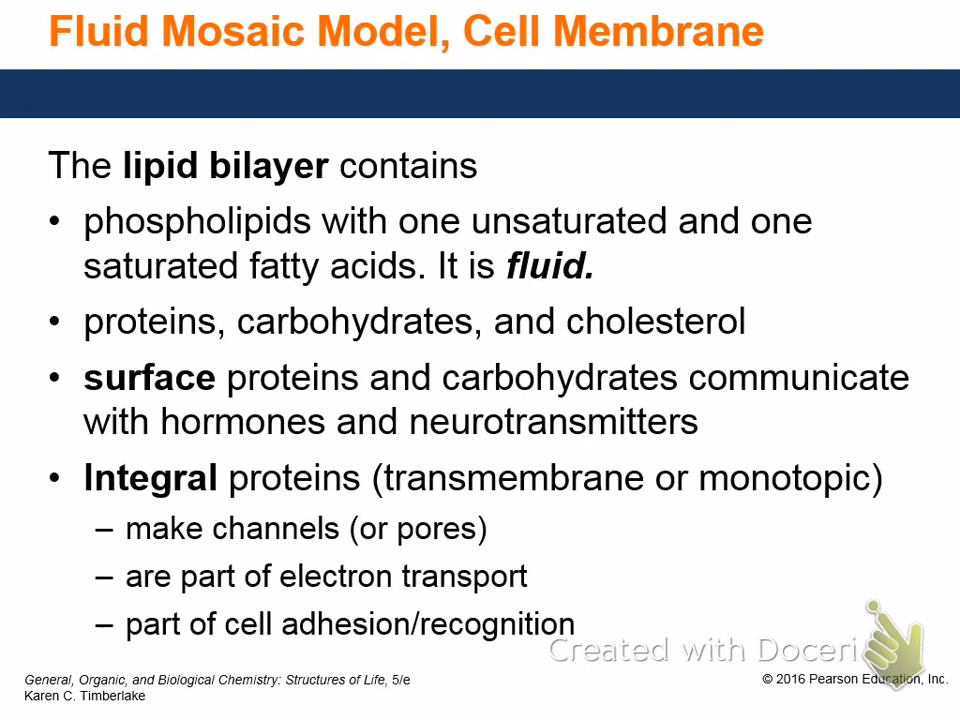 Fluid Mosaic Model, Cell Membrane
The lipid bilayer contains
• phospholipids with one unsaturated and one
saturated fatty acids. It is fluid.
• proteins, carbohydrates, and cholesterol
• surface proteins and carbohydrates communicate
with hormones and neurotransmitters
• Integral proteins (transmembrane or monotopic)
– make channels (or pores)
– are part of electron transport
– part of cell adhesion/recognition
Created with Doceri
General, Organic, and Biological Chemistry: Structures of Life, 5/e
Karen C. Timberlake
© 2016 Pearson Education, Inc.